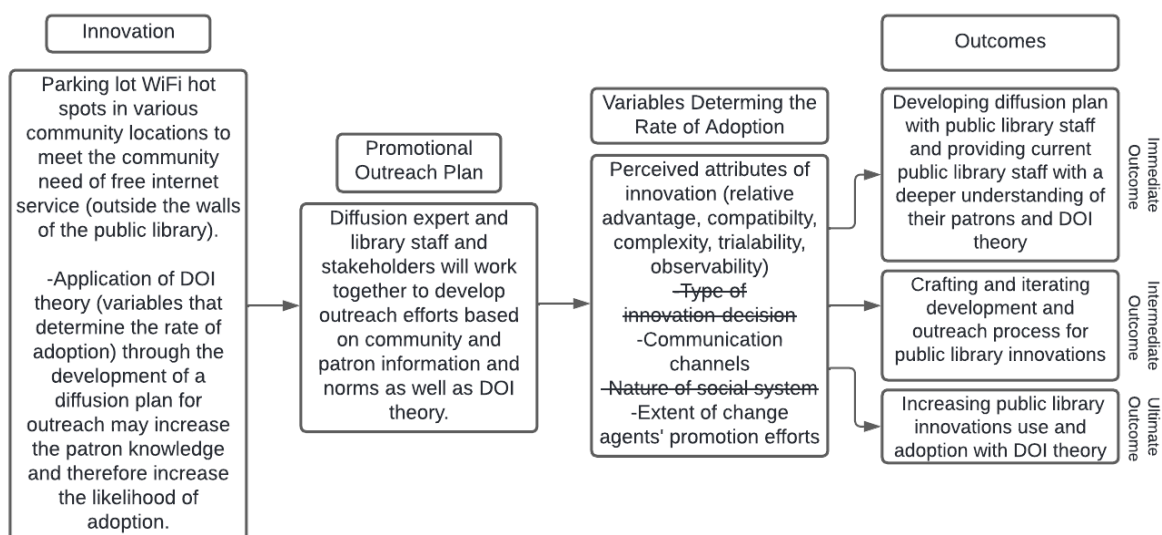 Innovation
Parking lot WiFi hot
spots in various
community locations to
meet the community
need of free internet
service (outside the walls
of the public library).
-Application of DOI
theory (variables that
determine the rate of
adoption) through the
development of a
diffusion plan for
outreach may increase
the patron knowledge
and therefore increase
the likelihood of
adoption.
Promotional
Outreach Plan
Diffusion expert and
library staff and
stakeholders will work
together to develop
outreach efforts based
on community and
patron information and
norms as well as DOI
theory.
Variables Determing the
Rate of Adoption
Perceived attributes of
innovation (relative
advantage, compatibilty,
complexity, trialability,
observability)
-Type of
innovation-decision
-Communication
channels
-Nature of social system
-Extent of change
agents' promotion efforts
Outcomes
Developing diffusion plan
with public library staff
and providing current
public library staff with a
deeper understanding of
their patrons and DOI
theory
Immediate
Outcome
Crafting and iterating
development and
outreach process for
public library innovations
Intermediate
Outcome
Increasing public library
innovations use and
adoption with DOI theory
Ultimate
Outcome